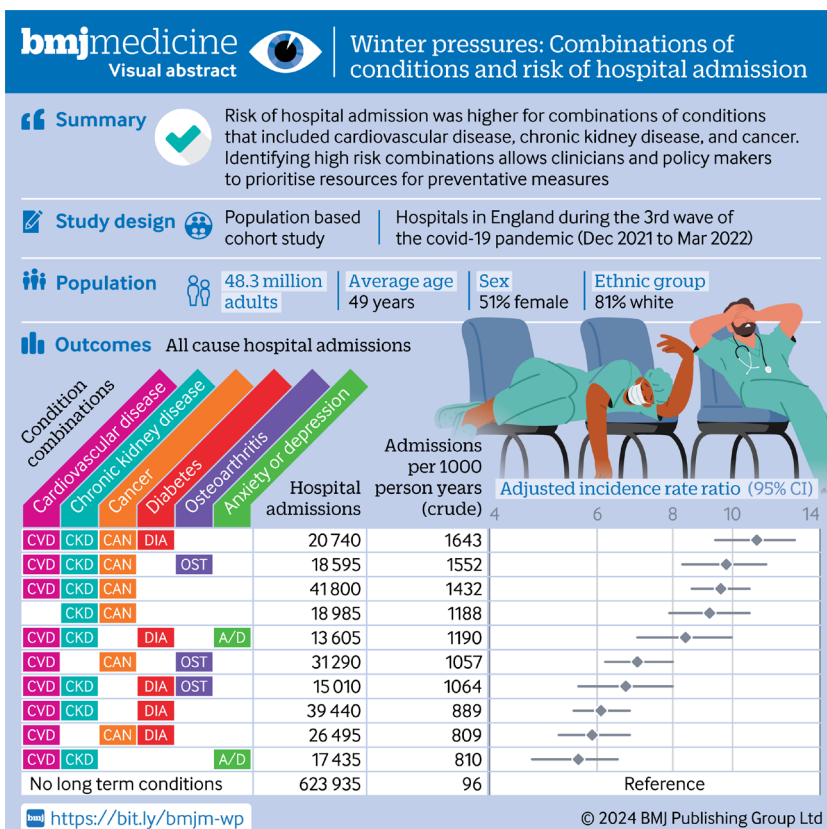 bmjmedicine
Visual abstract
Winter pressures: Combinations of
conditions and risk of hospital admission
Summary
Risk of hospital admission was higher for combinations of conditions
that included cardiovascular disease, chronic kidney disease, and cancer.
Identifying high risk combinations allows clinicians and policy makers
to prioritise resources for preventative measures
Study design
Population based
cohort study
Hospitals in England during the 3rd wave of
the covid-19 pandemic (Dec 2021 to Mar 2022)
Population
48.3 million
adults
Average age
49 years
Sex
51% female
Ethnic group
81% white
Outcomes All cause hospital admissions
Condition
combinations
Cardiovascular disease
Chronic kidney disease
Cancer
Diabetes
Osteoarthritis
Anxiety or depression
Hospital
admissions
Admissions
per 1000
person years
(crude)
Adjusted incidence rate ratio (95% CI)
4 6 8 10 14
CVD CKD CAN DIA 20 740 1643
CVD CKD CAN OST 18 595 1552
CVD CKD CAN 41 800 1432
CKD CAN 18 985 1188
CVD CKD DIA A/D 13 605 1190
CVD CAN OST 31 290 1057
CVD CKD DIA OST 15 010 1064
CVD CKD DIA 39 440 889
CVD CAN DIA 26 495 809
CVD CKD A/D 17 435 810
No long term conditions 623 935 96 Reference
bmj https://bit.ly/bmjm-wp
© 2024 BMJ Publishing Group Ltd